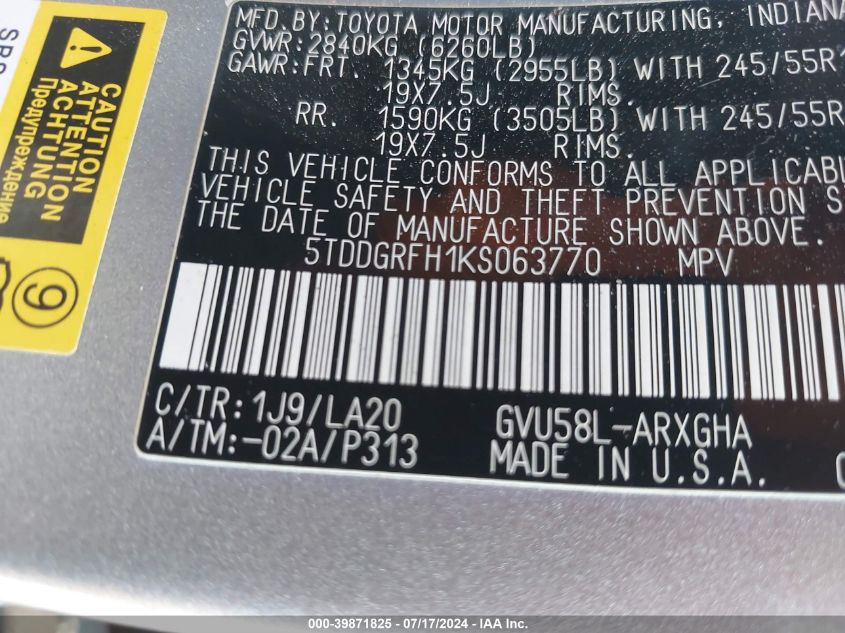 MFD.BY:TOYOTA MOTOR MANUFACTURING, INDIANA
GVWR:2840KG (6260LB)
GAWR:FRT. 1345KG (2955LB) WITH 245/55R
19X7.5J RIMS.
RR. 1590KG (3505LB) WITH 245/55R
19X7.5J RIMS.
THIS VEHICLE CONFORMS TO ALL
VEHICLE SAFETY AND THEFT PREVENTION
THE DATE OF MANUFACTURE SHOWN ABOVE.
5TDDGRFH1KS063770 MPV
C/TR:1J9/LA20
A/TM:-02A/P313
GVU58L-ARXGHA
MADE IN U.S.A.
CAUTION
ATTENTION
ACHTUNG
Предупреждение
9
000-39871825 / 07/17/2024 - IAA Inc.